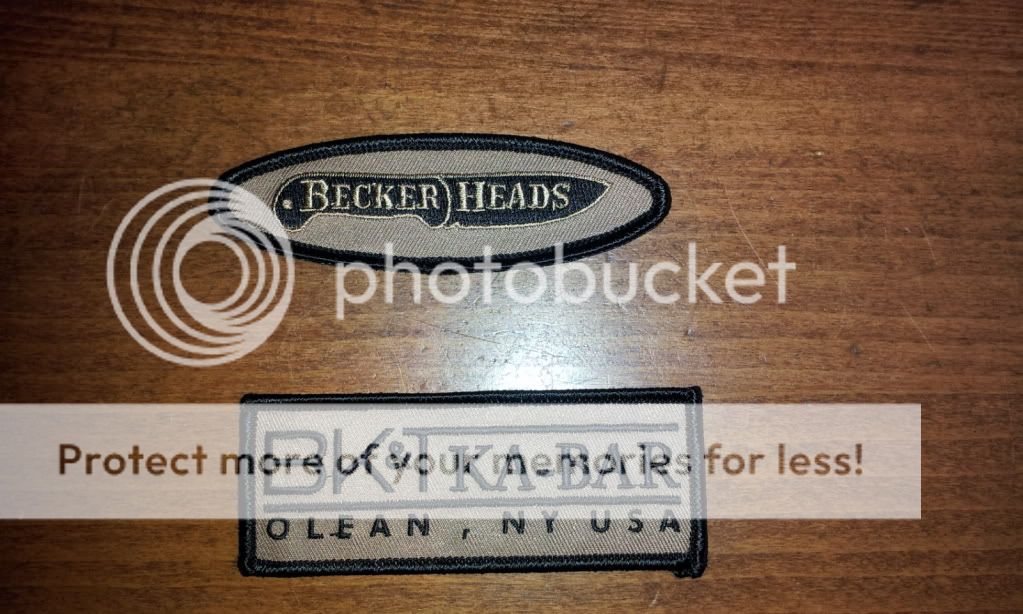 BECKER HEADS
photobucket
Protect more of your memories for less!
BK&T KA-BAR
OLEAN , NY USA